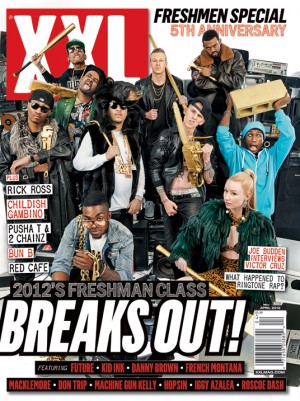 XXL
FRESHMEN SPECIAL
5TH ANNIVERSARY
PLUS
RICK ROSS
CHILDISH
GAMBINO
PUSHA T &
2 CHAINZ
BUN B
RED CAFE
JOE BUDDEN
INTERVIEWS
VICTOR CRUZ
WHAT HAPPENED TO
RINGTONE RAP?
2012'S FRESHMAN CLASS
BREAKS OUT!
FEATURING FUTURE • KID INK • DANNY BROWN • FRENCH MONTANA
MACKLEMORE • DON TRIP • MACHINE GUN KELLY • HOPSIN • IGGY AZALEA • ROSCOE DASH
XXLMAG.COM